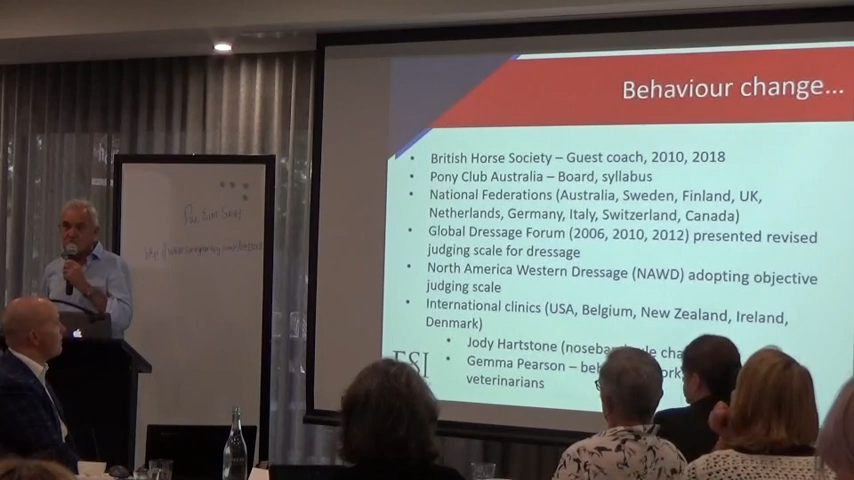 Behaviour change...
• British Horse Society – Guest coach, 2010, 2018
• Pony Club Australia – Board, syllabus
• National Federations (Australia, Sweden, Finland, UK,
Netherlands, Germany, Italy, Switzerland, Canada)
• Global Dressage Forum (2006, 2010, 2012) presented revised
judging scale for dressage
• North America Western Dressage (NAWD) adopting objective
judging scale
• International clinics (USA, Belgium, New Zealand, Ireland,
Denmark)
• Jody Hartstone (
• Gemma Pearson –
veterinarians